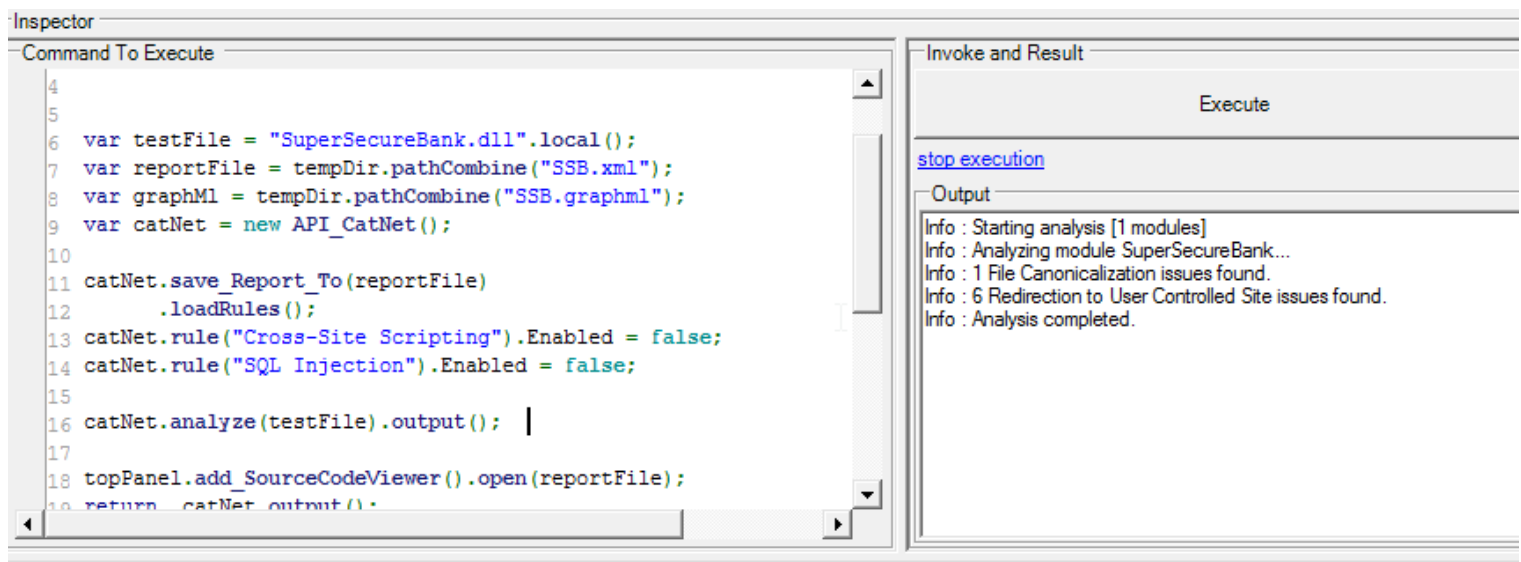 Inspector
Command To Execute
4
5
6 var testFile = "SuperSecureBank.dll".local();
7 var reportFile = tempDir.pathCombine("SSB.xml");
8 var graphMl = tempDir.pathCombine("SSB.graphml");
9 var catNet = new API_CatNet();
10
11 catNet.save_Report_To(reportFile)
12 .loadRules();
13 catNet.rule("Cross-Site Scripting").Enabled = false;
14 catNet.rule("SQL Injection").Enabled = false;
15
16 catNet.analyze(testFile).output();
17
18 topPanel.add_SourceCodeViewer().open(reportFile);
19 return catNet.output();
Invoke and Result
Execute
stop execution
Output
Info : Starting analysis [1 modules]
Info : Analyzing module SuperSecureBank...
Info : 1 File Canonicalization issues found.
Info : 6 Redirection to User Controlled Site issues found.
Info : Analysis completed.